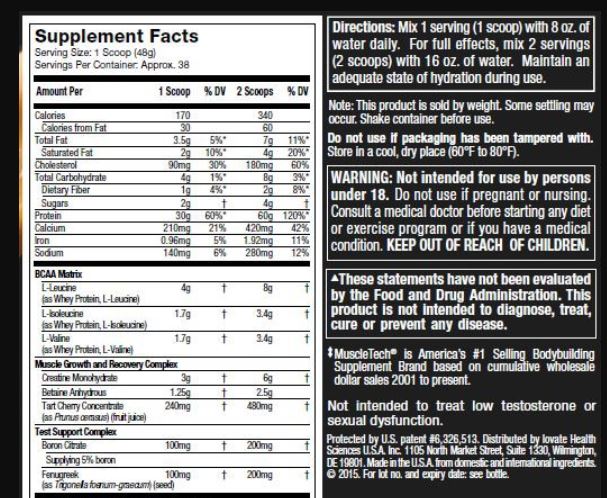 Supplement Facts
Serving Size: 1 Scoop (48g)
Servings Per Container: Approx. 38
Amount Per 1 Scoop % DV 2 Scoops % DV
Calories 170 340
Calories from Fat 30 60
Total Fat 3.5g 5%* 7g 11%*
Saturated Fat 2g 10%* 4g 20%*
Cholesterol 90mg 30% 180mg 60%
Total Carbohydrate 4g 1%* 8g 3%*
Dietary Fiber 1g 4%* 2g 8%*
Sugars 2g † 4g †
Protein 30g 60%* 60g 120%*
Calcium 210mg 21% 420mg 42%
Iron 0.96mg 5% 1.92mg 11%
Sodium 140mg 6% 280mg 12%
BCAA Matrix
L-Leucine 4g † 8g †
(as Whey Protein, L-Leucine)
L-Isoleucine 1.7g † 3.4g †
(as Whey Protein, L-Isoleucine)
L-Valine 1.7g † 3.4g †
(as Whey Protein, L-Valine)
Muscle Growth and Recovery Complex
Creatine Monohydrate 3g † 6g †
Betaine Anhydrous 1.25g † 2.5g
Tart Cherry Concentrate 240mg † 480mg †
(as Prunus cerasus) (fruit juice)
Test Support Complex
Boron Citrate 100mg † 200mg †
Supplying 5% boron
Fenugreek 100mg † 200mg †
(as Trigonella foenum-graecum) (seed)
Directions: Mix 1 serving (1 scoop) with 8 oz. of
water daily. For full effects, mix 2 servings
(2 scoops) with 16 oz. of water. Maintain an
adequate state of hydration during use.
Note: This product is sold by weight. Some settling may
occur. Shake container before use.
Do not use if packaging has been tampered with.
Store in a cool, dry place (60°F to 80°F).
WARNING: Not intended for use by persons
under 18. Do not use if pregnant or nursing.
Consult a medical doctor before starting any diet
or exercise program or if you have a medical
condition. KEEP OUT OF REACH OF CHILDREN.
▲These statements have not been evaluated
by the Food and Drug Administration. This
product is not intended to diagnose, treat,
cure or prevent any disease.
‡MuscleTech® is America's #1 Selling Bodybuilding
Supplement Brand based on cumulative wholesale
dollar sales 2001 to present.
Not intended to treat low testosterone or
sexual dysfunction.
Protected by U.S. patent #6,326,513. Distributed by Iovate Health
Sciences U.S.A. Inc. 1105 North Market Street, Suite 1330, Wilmington,
DE 19801. Made in the U.S.A. from domestic and international ingredients.
© 2015. For lot no. and expiry date: see bottle.